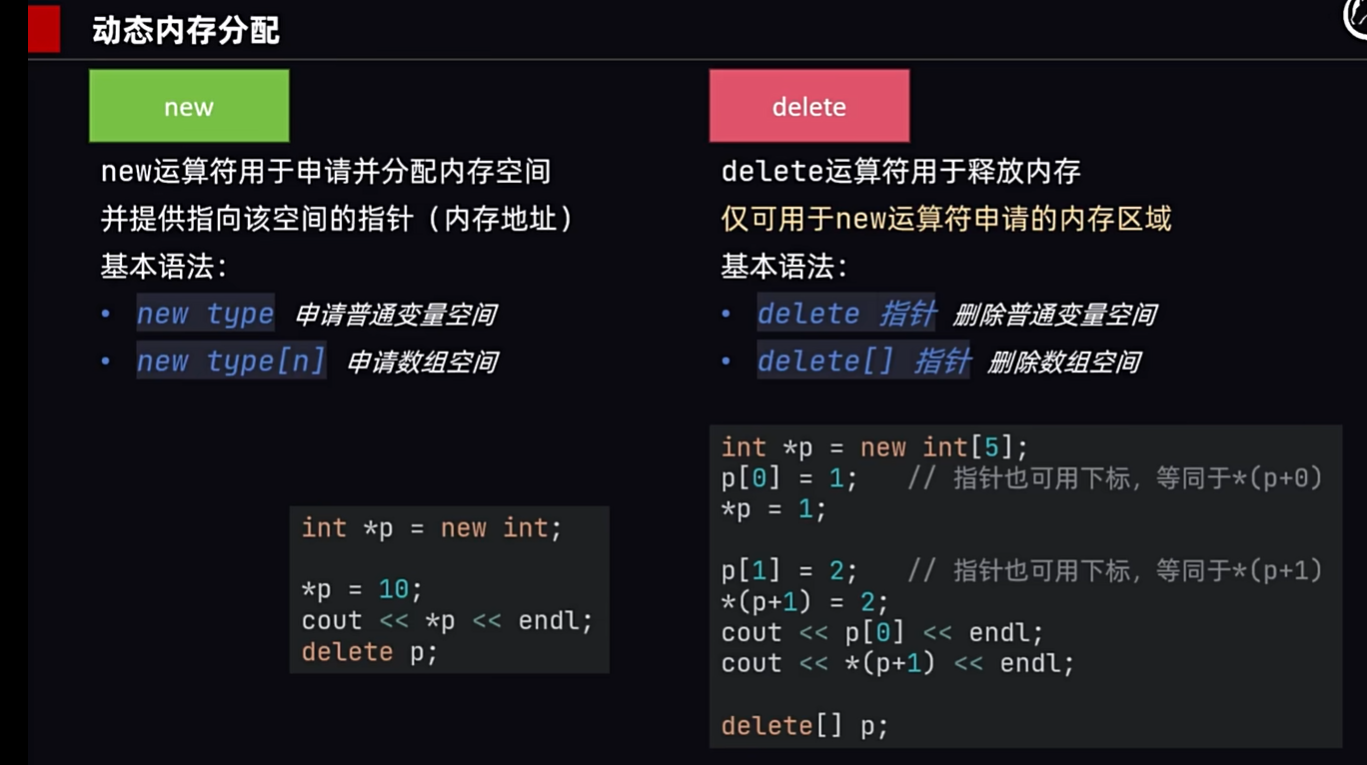 动态内存分配
new
new运算符用于申请并分配内存空间
并提供指向该空间的指针（内存地址）
基本语法：
• new type 申请普通变量空间
• new type[n] 申请数组空间
int *p = new int;
*p = 10;
cout << *p << endl;
delete p;
delete
delete运算符用于释放内存
仅可用于new运算符申请的内存区域
基本语法：
• delete 指针 删除普通变量空间
• delete[] 指针 删除数组空间
int *p = new int[5];
p[0] = 1;   // 指针也可用下标，等同于*(p+0)
*p = 1;
p[1] = 2;   // 指针也可用下标，等同于*(p+1)
*(p+1) = 2;
cout << p[0] << endl;
cout << *(p+1) << endl;
delete[] p;